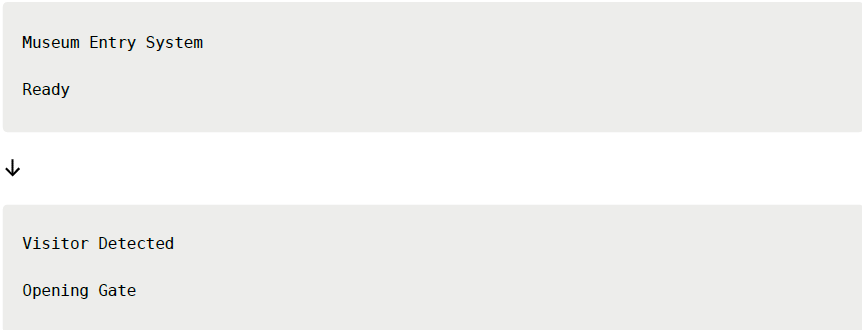 Museum Entry System
Ready
↓
Visitor Detected
Opening Gate